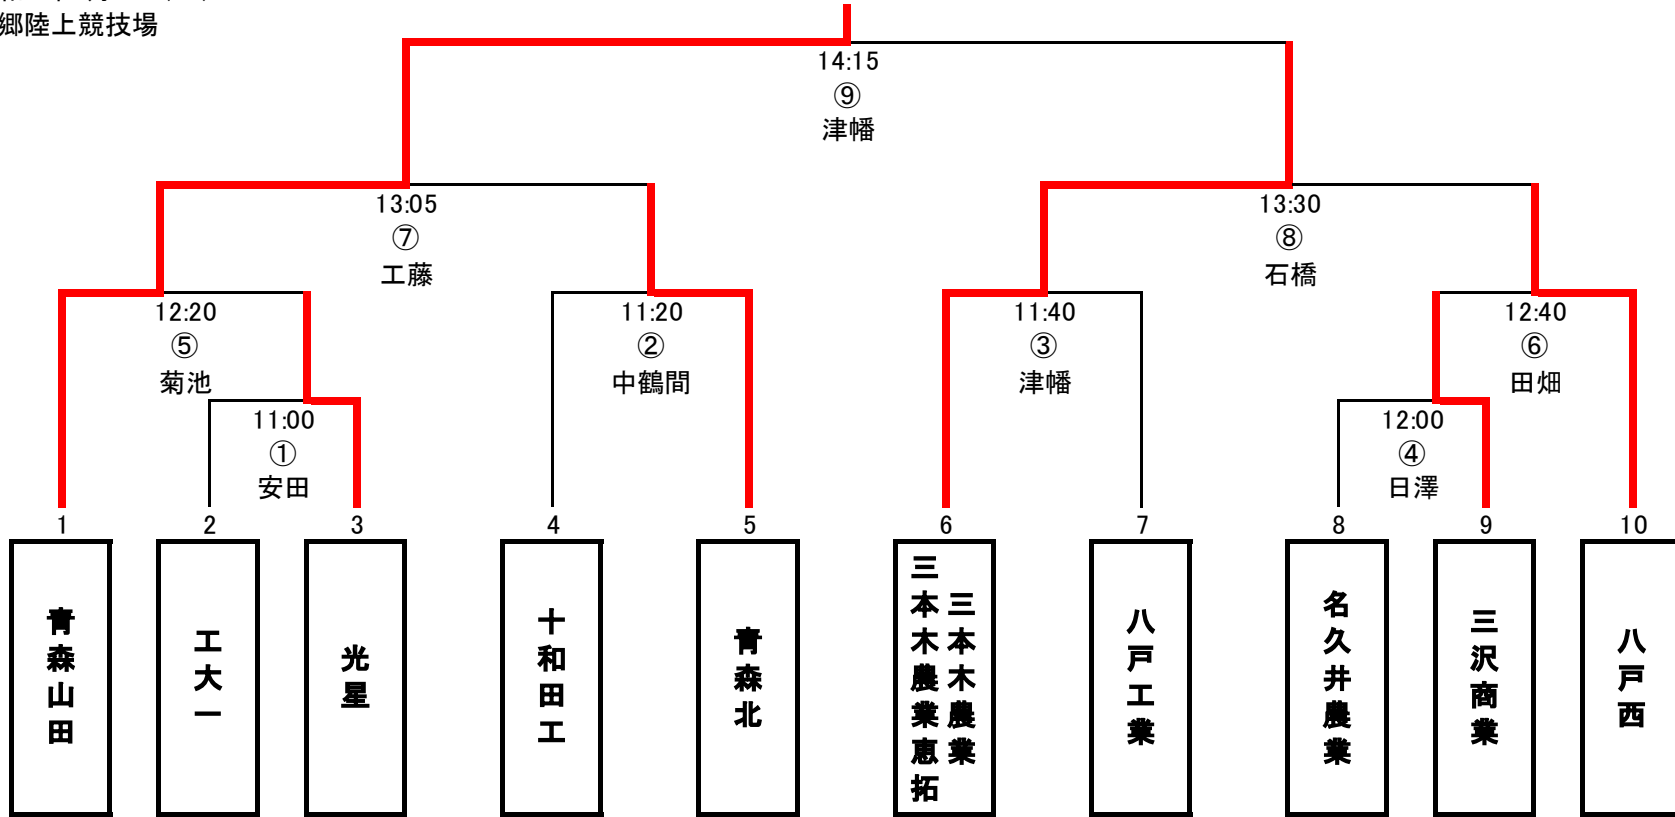 郷陸上競技場
14:15
⑨
津幡
13:05
⑦
工藤
13:30
⑧
石橋
12:20
⑤
菊池
11:20
②
中鶴間
11:40
③
津幡
12:40
⑥
田畑
11:00
①
安田
12:00
④
日澤
1 2 3 4 5 6 7 8 9 10
青森山田
工大一
光星
十和田工
青森北
三本木農業
三本木農業恵拓
八戸工業
名久井農業
三沢商業
八戸西